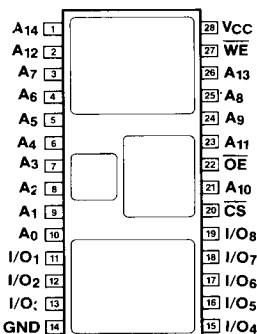 A14 1 28 VCC
A12 2 27 WE
A7 3 26 A13
A6 4 25 A8
A5 5 24 A9
A4 6 23 A11
A3 7 22 OE
A2 8 21 A10
A1 9 20 CS
A0 10 19 I/O8
I/O1 11 18 I/O7
I/O2 12 17 I/O6
I/O: 13 16 I/O5
GND 14 15 I/O4